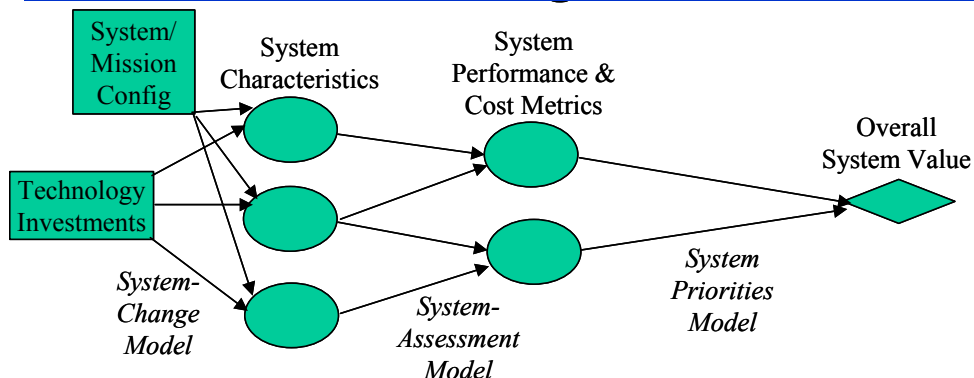 System/
Mission
Config
System
Characteristics
System
Performance &
Cost Metrics
Overall
System Value
Technology
Investments
System-
Change
Model
System-
Assessment
Model
System
Priorities
Model